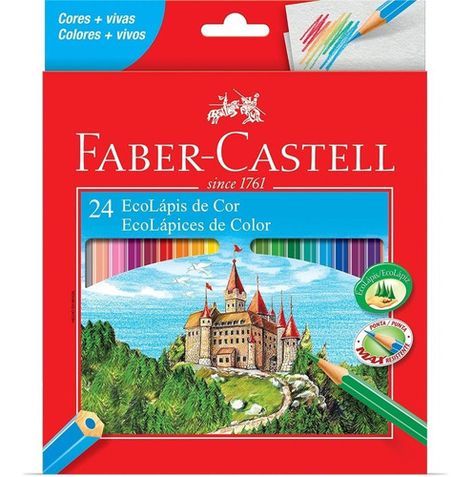 Cores + vivas
Colores + vivos
FABER-CASTELL
since 1761
24 EcoLápis de Cor
EcoLápices de Color
EcoLápis/EcoLápiz
PONTA / PUNTA
MAX
RESISTENTE